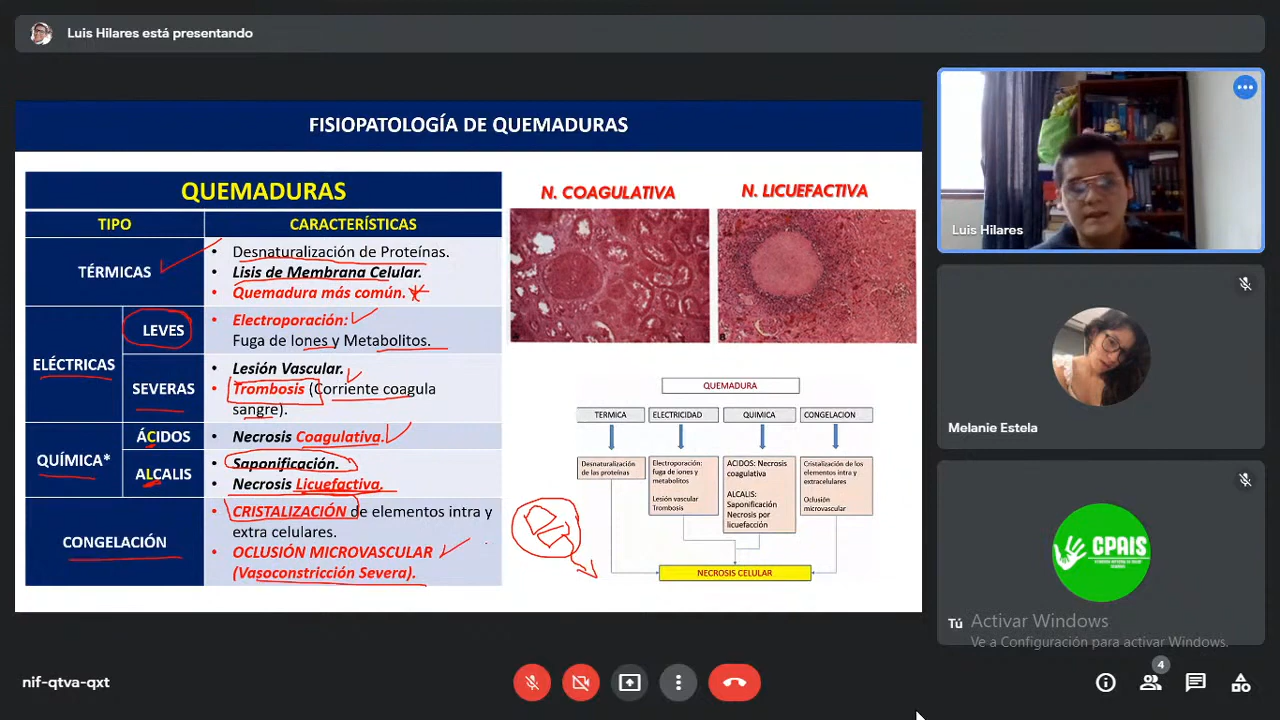 Luis Hilares está presentando
FISIOPATOLOGÍA DE QUEMADURAS
QUEMADURAS
TIPO
CARACTERÍSTICAS
TÉRMICAS
• Desnaturalización de Proteínas.
• Lisis de Membrana Celular.
• Quemadura más común.
ELÉCTRICAS
LEVES
• Electroporación:
Fuga de Iones y Metabolitos.
SEVERAS
• Lesión Vascular.
• Trombosis (Corriente coagula
sangre).
QUÍMICA*
ÁCIDOS
• Necrosis Coagulativa.
ALCALIS
• Saponificación.
• Necrosis Licuefactiva.
CONGELACIÓN
• CRISTALIZACIÓN de elementos intra y
extra celulares.
• OCLUSIÓN MICROVASCULAR
(Vasoconstricción Severa).
N. COAGULATIVA
N. LICUEFACTIVA
B
QUEMADURA
TERMICA
ELECTRICIDAD
QUIMICA
CONGELACION
Desnaturalización
de las proteínas
Electroporación:
fuga de iones y
metabolitos
Lesión vascular
Trombosis
ACIDOS: Necrosis
coagulativa
ALCALIS:
Saponificación
Necrosis por
licuefacción
Cristalización de los
elementos intra y
extracelulares
Oclusión
microvascular
NECROSIS CELULAR
Luis Hilares
Melanie Estela
CPAIS
Tú
Activar Windows
Ve a Configuración para activar Windows.
nif-qtva-qxt
4